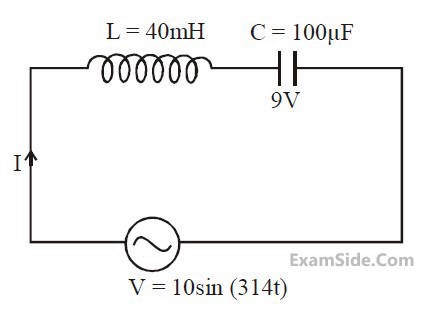 L = 40mH
C = 100µF
9V
I
ExamSide.Com
V = 10sin (314t)